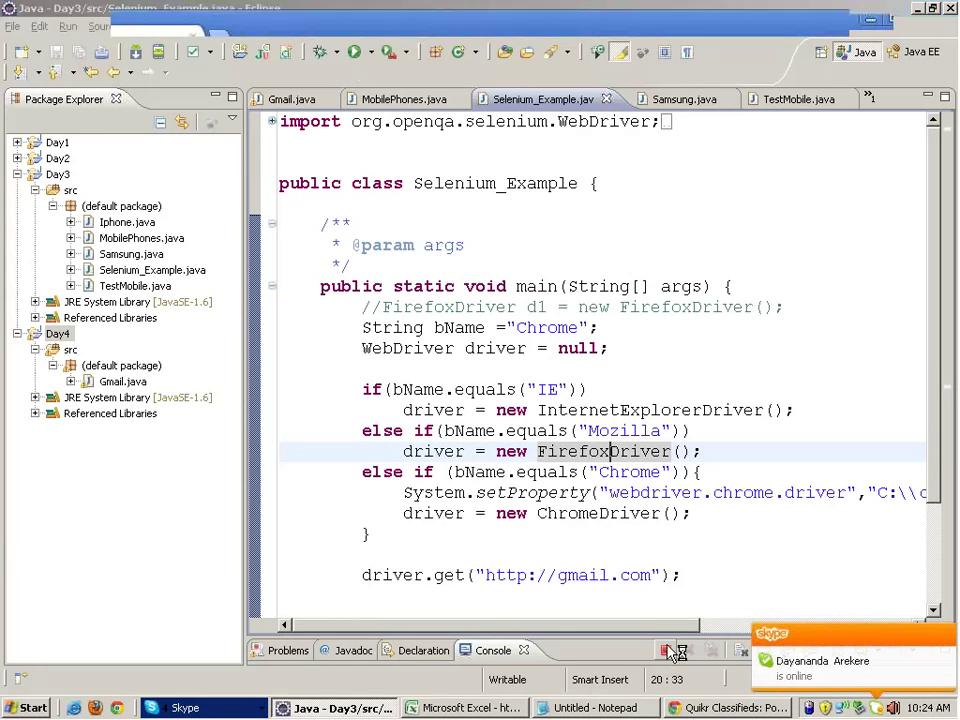 Java - Day3/src/Selenium_Example.java - Eclipse
File Edit Run Sour
Java
Java EE
Package Explorer
Gmail.java
MobilePhones.java
Selenium_Example.jav
Samsung.java
TestMobile.java
»1
Day1
Day2
Day3
src
(default package)
Iphone.java
MobilePhones.java
Samsung.java
Selenium_Example.java
TestMobile.java
JRE System Library [JavaSE-1.6]
Referenced Libraries
Day4
src
(default package)
Gmail.java
JRE System Library [JavaSE-1.6]
Referenced Libraries
import org.openqa.selenium.WebDriver;
public class Selenium_Example {
/**
* @param args
*/
public static void main(String[] args) {
//FirefoxDriver d1 = new FirefoxDriver();
String bName ="Chrome";
WebDriver driver = null;
if(bName.equals("IE"))
driver = new InternetExplorerDriver();
else if(bName.equals("Mozilla"))
driver = new FirefoxDriver();
else if (bName.equals("Chrome")){
System.setProperty("webdriver.chrome.driver","C:\\c
driver = new ChromeDriver();
}
driver.get("http://gmail.com");
Problems
Javadoc
Declaration
Console
Writable
Smart Insert
20 : 33
skype
Dayananda Arekere
is online
Start
Skype
Java - Day3/src/...
Microsoft Excel - ht...
Untitled - Notepad
Quikr Classifieds: Po...
10:24 AM